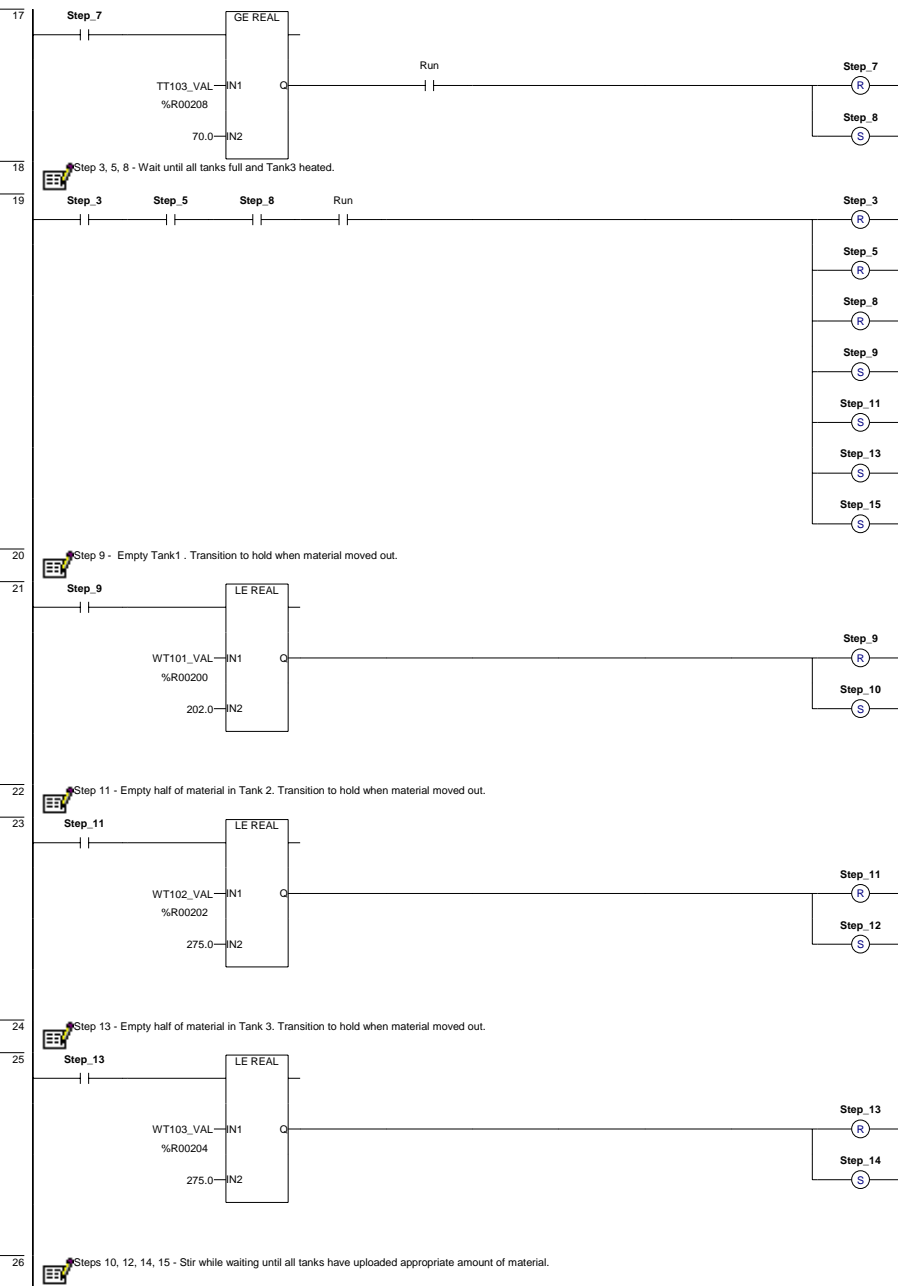 17
Step_7
GE REAL
TT103_VAL
IN1
Q
%R00208
70.0
IN2
Run
Step_7
R
Step_8
S
18
Step 3, 5, 8 - Wait until all tanks full and Tank3 heated.
19
Step_3
Step_5
Step_8
Run
Step_3
R
Step_5
R
Step_8
R
Step_9
S
Step_11
S
Step_13
S
Step_15
S
20
Step 9 - Empty Tank1 . Transition to hold when material moved out.
21
Step_9
LE REAL
WT101_VAL
IN1
Q
%R00200
202.0
IN2
Step_9
R
Step_10
S
22
Step 11 - Empty half of material in Tank 2. Transition to hold when material moved out.
23
Step_11
LE REAL
WT102_VAL
IN1
Q
%R00202
275.0
IN2
Step_11
R
Step_12
S
24
Step 13 - Empty half of material in Tank 3. Transition to hold when material moved out.
25
Step_13
LE REAL
WT103_VAL
IN1
Q
%R00204
275.0
IN2
Step_13
R
Step_14
S
26
Steps 10, 12, 14, 15 - Stir while waiting until all tanks have uploaded appropriate amount of material.